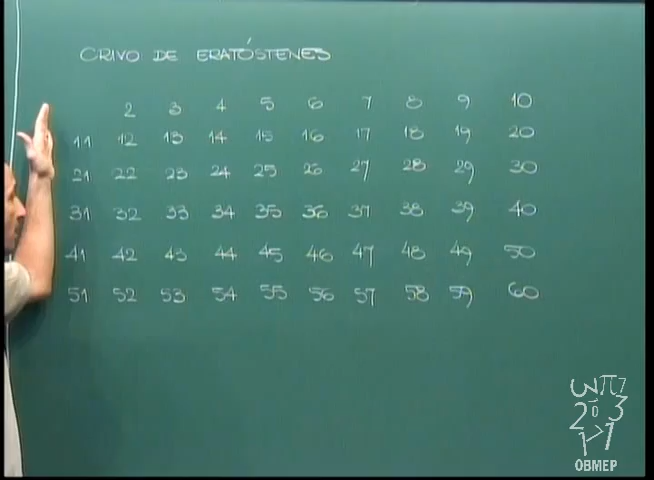 CRIVO DE ERATÓSTENES
2 3 4 5 6 7 8 9 10
11 12 13 14 15 16 17 18 19 20
21 22 23 24 25 26 27 28 29 30
31 32 33 34 35 36 37 38 39 40
41 42 43 44 45 46 47 48 49 50
51 52 53 54 55 56 57 58 59 60
OBMEP